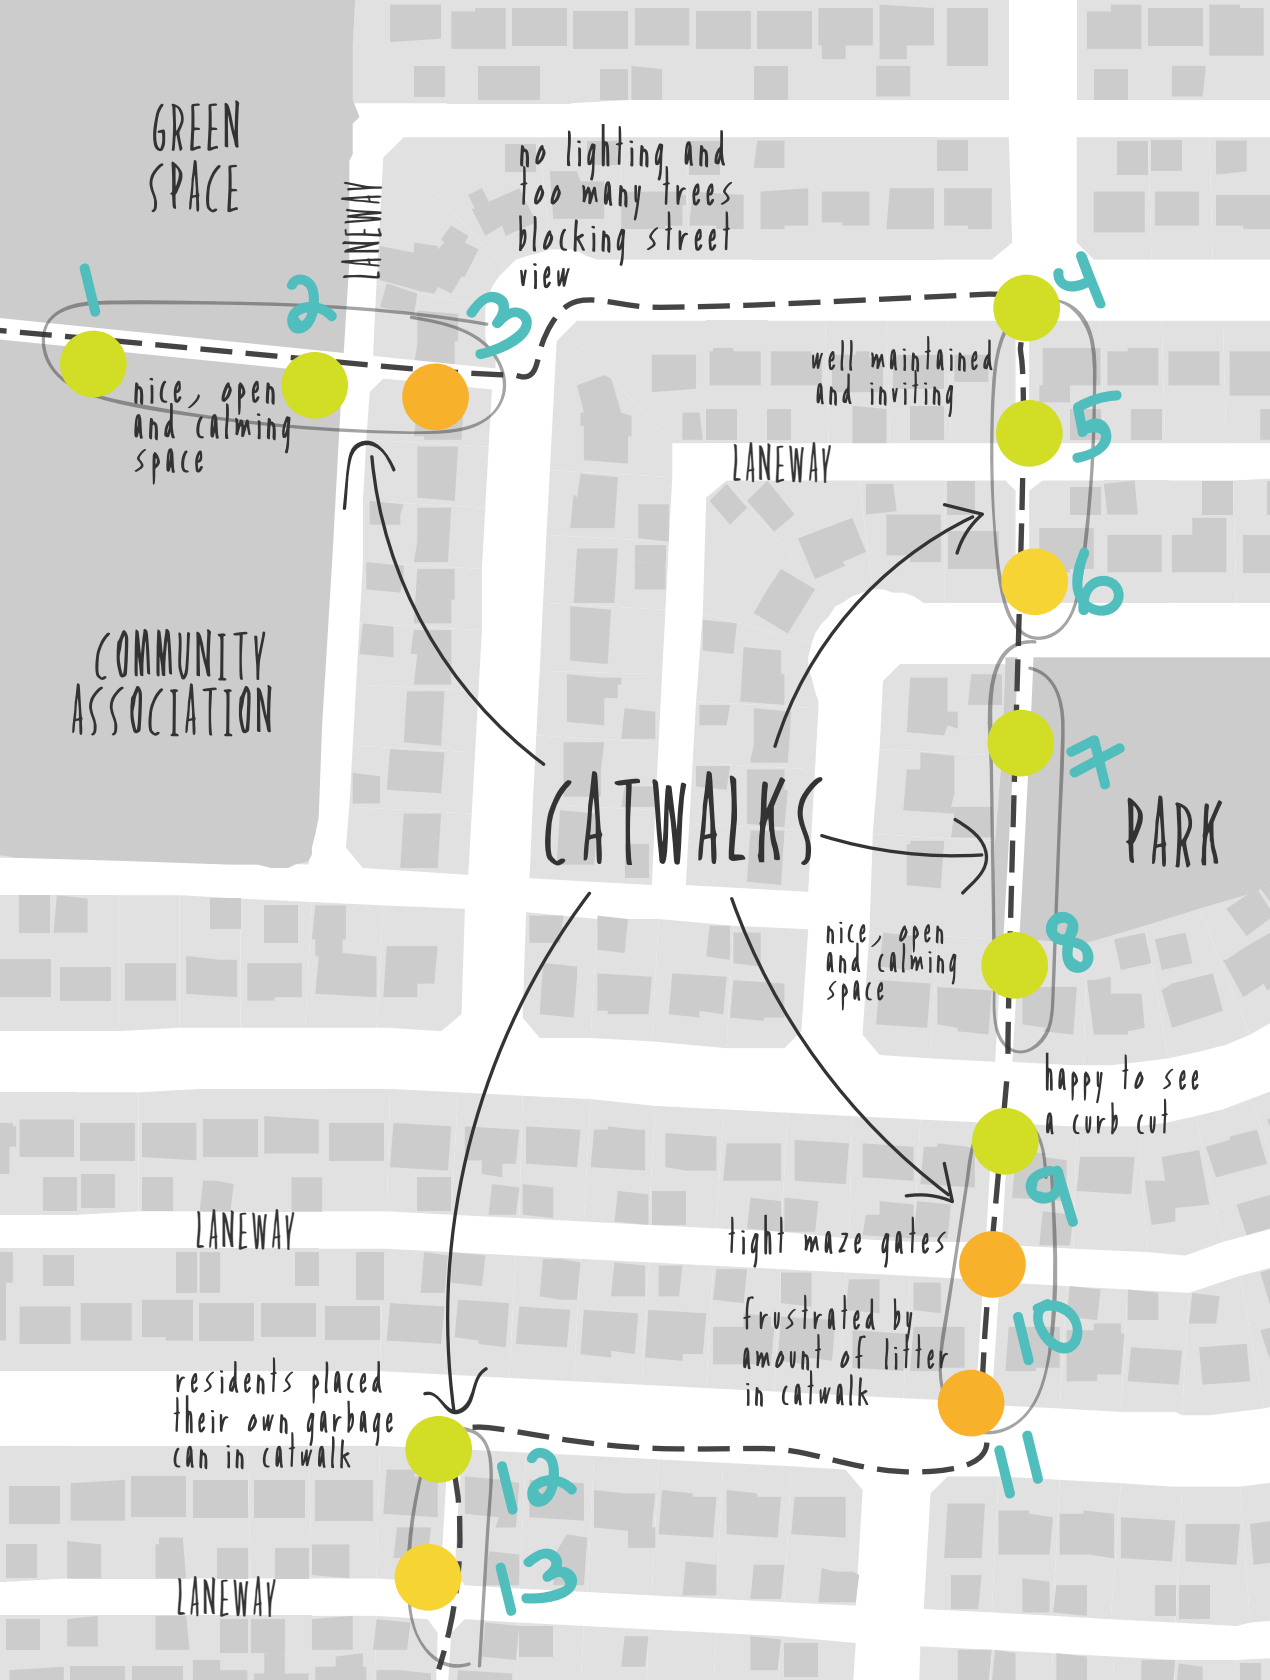 GREEN
SPACE
LANEWAY
no lighting and
too many trees
blocking street
view
1
2
3
4
nice, open
and calming
space
well maintained
and inviting
5
LANEWAY
6
COMMUNITY
ASSOCIATION
7
CATWALKS
PARK
8
nice, open
and calming
space
happy to see
a curb cut
9
LANEWAY
tight maze gates
10
frustrated by
amount of litter
in catwalk
residents placed
their own garbage
can in catwalk
11
12
13
LANEWAY